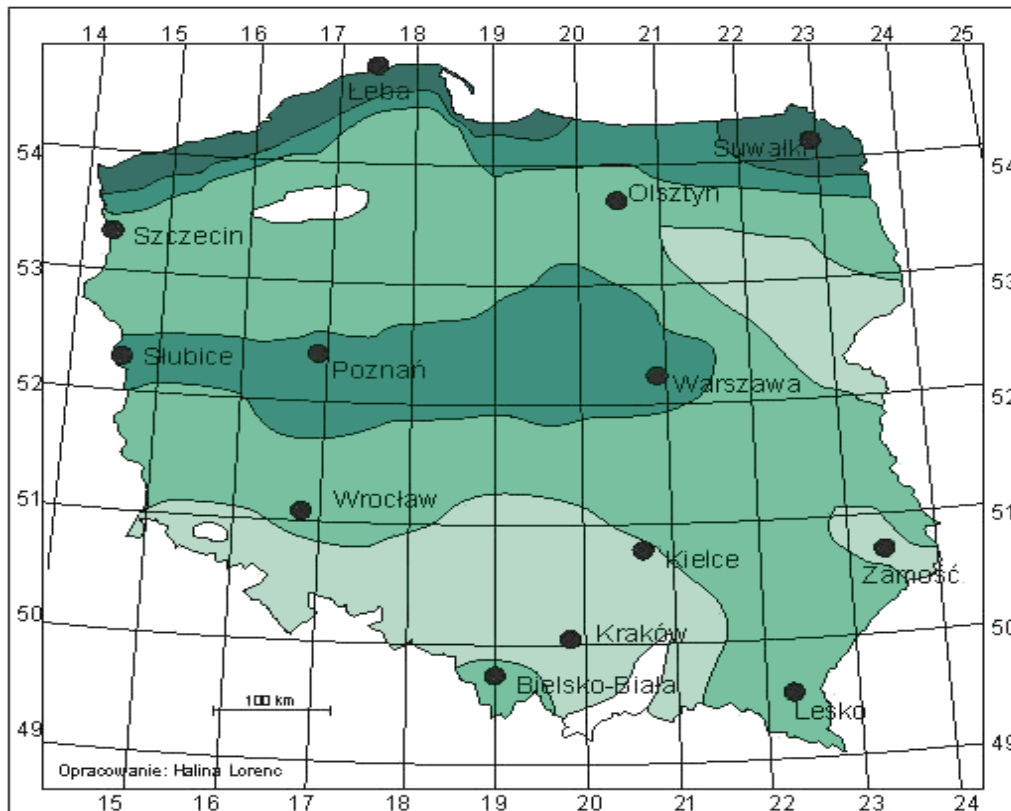 14 15 16 17 18 19 20 21 22 23 24 25
Łeba
54 Suwałki 54
Olsztyn
Szczecin
53 53
Słubice Poznań Warszawa
52 52
Wrocław
51 51
Kielce Zamość
50 Kraków 50
Bielsko-Biała Lesko
100 km
49 49
Opracowanie: Halina Lorenc
15 16 17 18 19 20 21 22 23 24